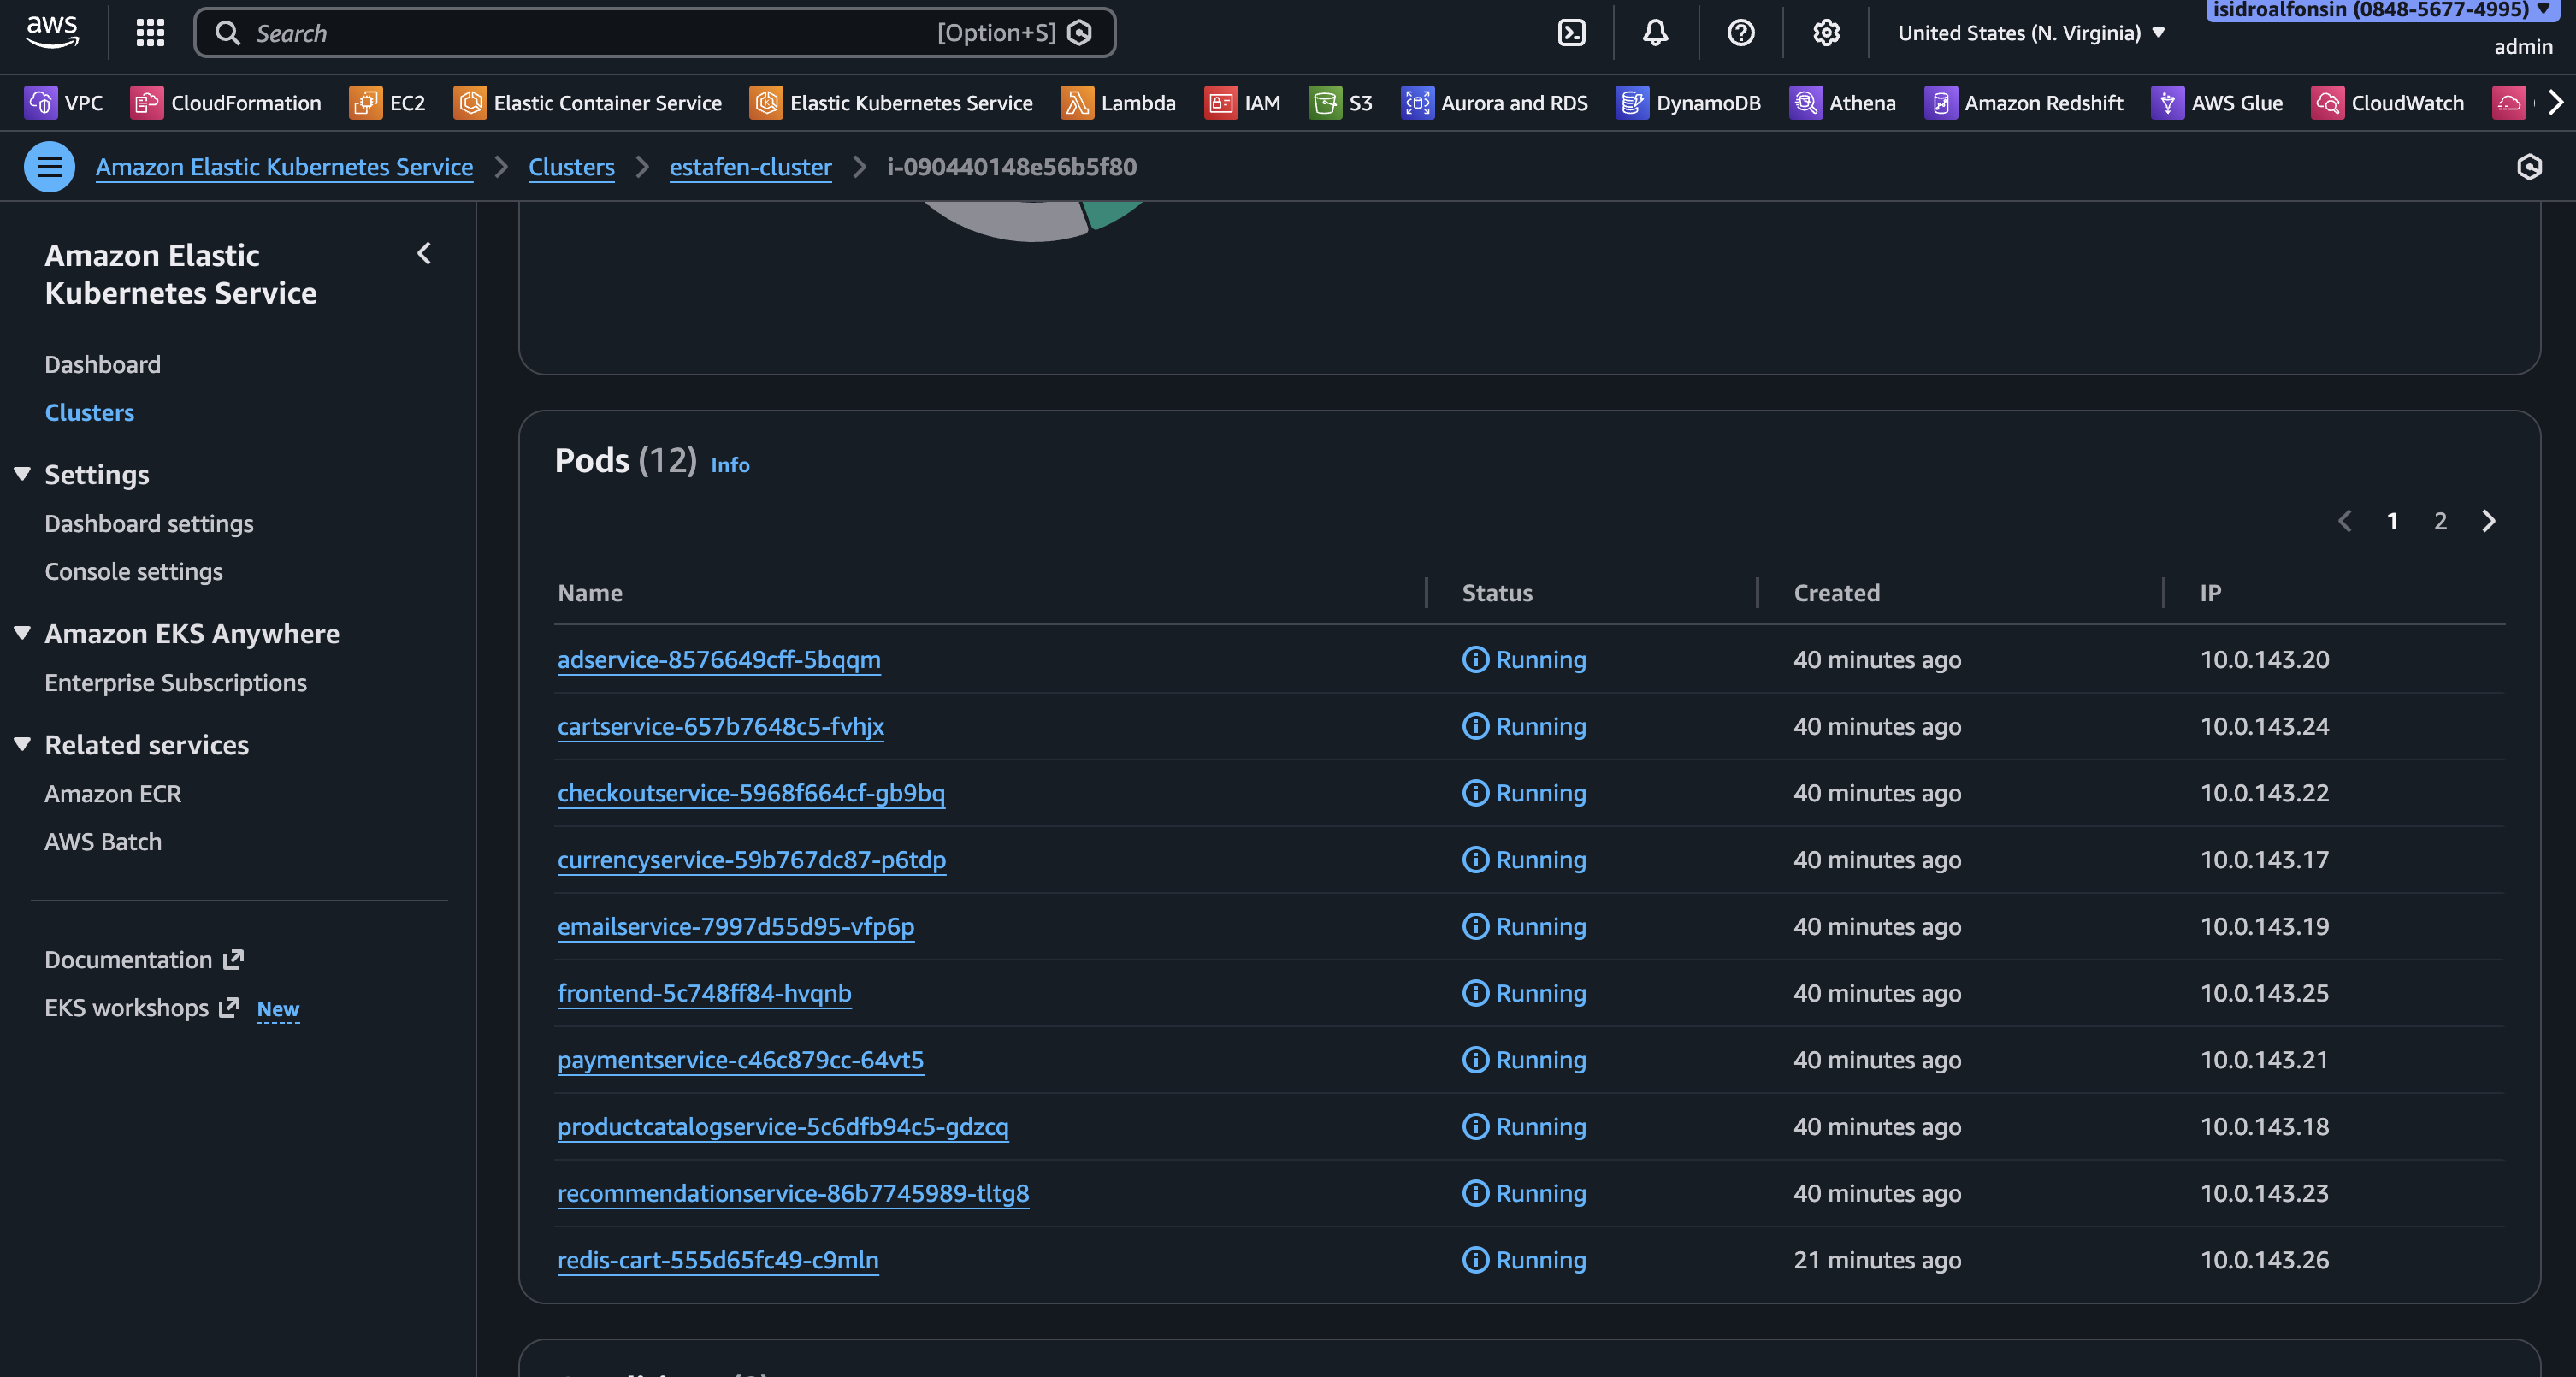 aws
Search [Option+S]
United States (N. Virginia)
isidroalfonsin (0848-5677-4995)
admin
VPC CloudFormation EC2 Elastic Container Service Elastic Kubernetes Service Lambda IAM S3 Aurora and RDS DynamoDB Athena Amazon Redshift AWS Glue CloudWatch
Amazon Elastic Kubernetes Service Clusters estafen-cluster i-090440148e56b5f80
Amazon Elastic
Kubernetes Service
Dashboard
Clusters
Settings
Dashboard settings
Console settings
Amazon EKS Anywhere
Enterprise Subscriptions
Related services
Amazon ECR
AWS Batch
Documentation
EKS workshops New
Pods (12) Info
1 2
Name Status Created IP
adservice-8576649cff-5bqqm Running 40 minutes ago 10.0.143.20
cartservice-657b7648c5-fvhjx Running 40 minutes ago 10.0.143.24
checkoutservice-5968f664cf-gb9bq Running 40 minutes ago 10.0.143.22
currencyservice-59b767dc87-p6tdp Running 40 minutes ago 10.0.143.17
emailservice-7997d55d95-vfp6p Running 40 minutes ago 10.0.143.19
frontend-5c748ff84-hvqnb Running 40 minutes ago 10.0.143.25
paymentservice-c46c879cc-64vt5 Running 40 minutes ago 10.0.143.21
productcatalogservice-5c6dfb94c5-gdzcq Running 40 minutes ago 10.0.143.18
recommendationservice-86b7745989-tltg8 Running 40 minutes ago 10.0.143.23
redis-cart-555d65fc49-c9mln Running 21 minutes ago 10.0.143.26